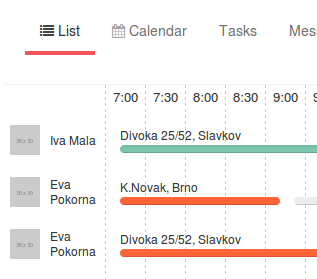 List Calendar Tasks Mes
7:00 7:30 8:00 8:30 9:00 9
30 x 30 Iva Mala Divoka 25/52, Slavkov
30 x 30 Eva K.Novak, Brno
Pokorna
30 x 30 Eva Divoka 25/52, Slavkov
Pokorna